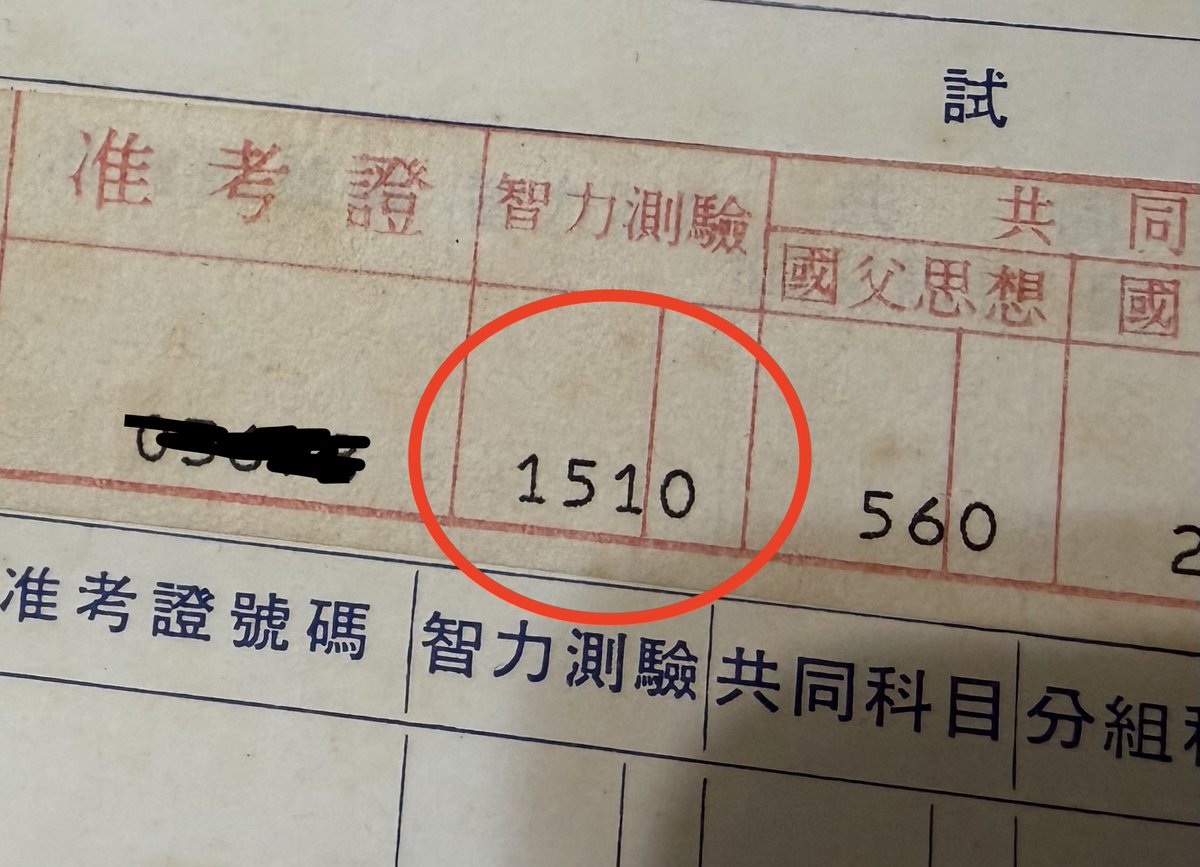 試
准考證 智力測驗 共同
國父思想 國
1510 560 2
准考證號碼 智力測驗 共同科目 分組